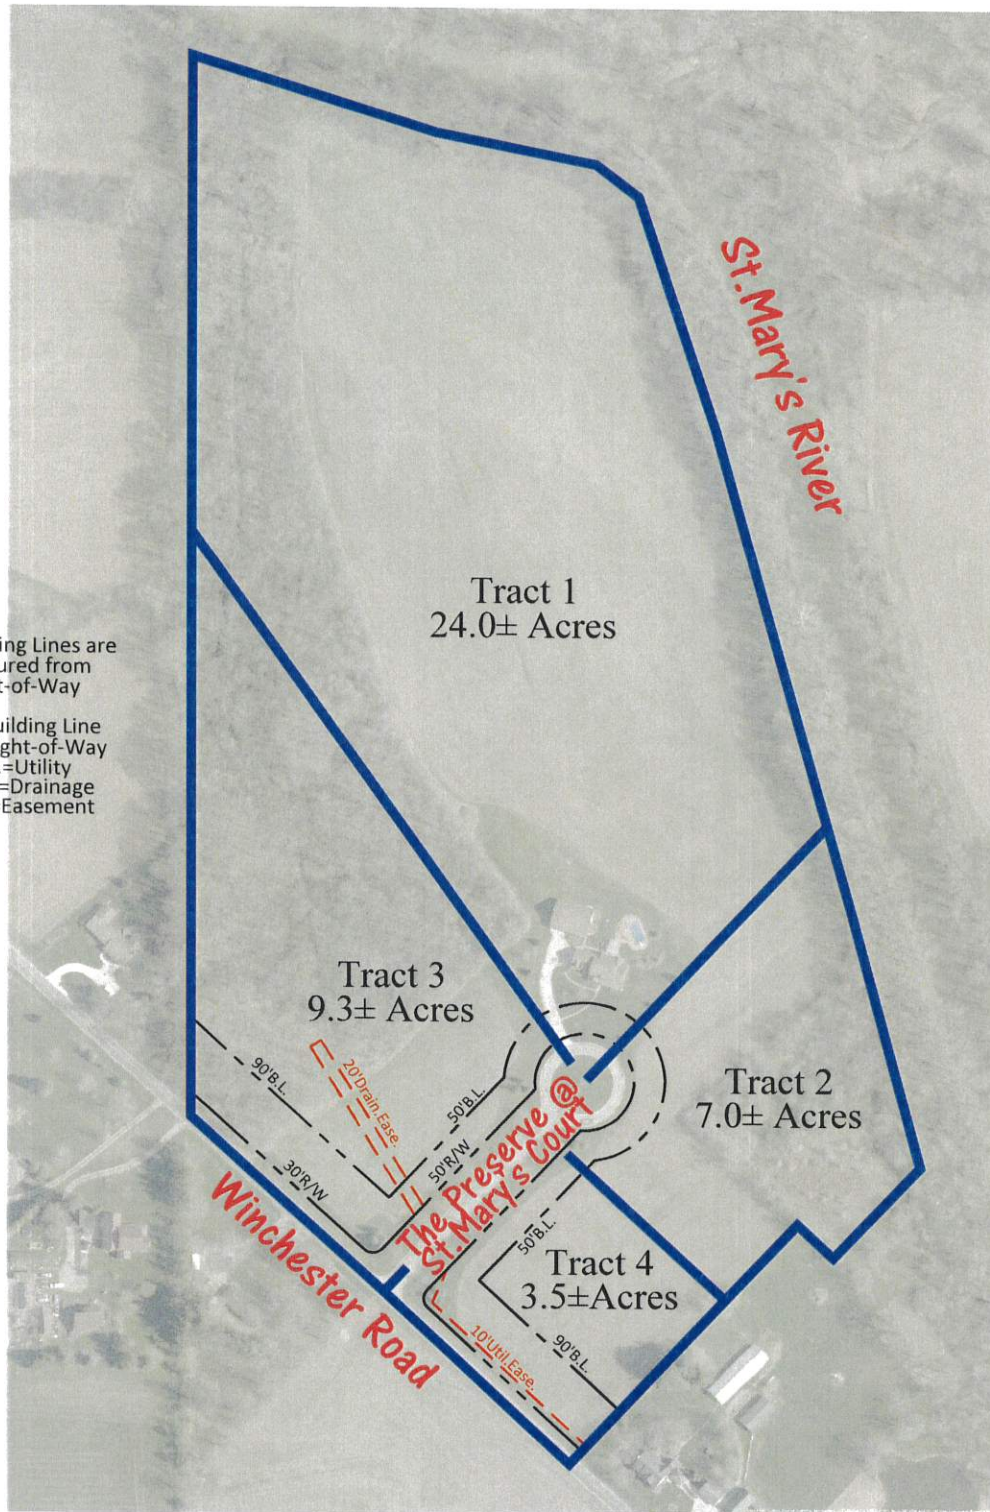 St.Mary's River
Tract 1
24.0± Acres
ing Lines are
ured from
t-of-Way
uilding Line
ght-of-Way
=Utility
=Drainage
Easement
Tract 3
9.3± Acres
90'B.L.
20'Drain.Ease.
50'B.L.
50'R/W
30'R/W
The Preserve @
St.Mary's Court
Tract 2
7.0± Acres
Winchester Road
50'B.L.
Tract 4
3.5±Acres
90'B.L.
10'Util.Ease.